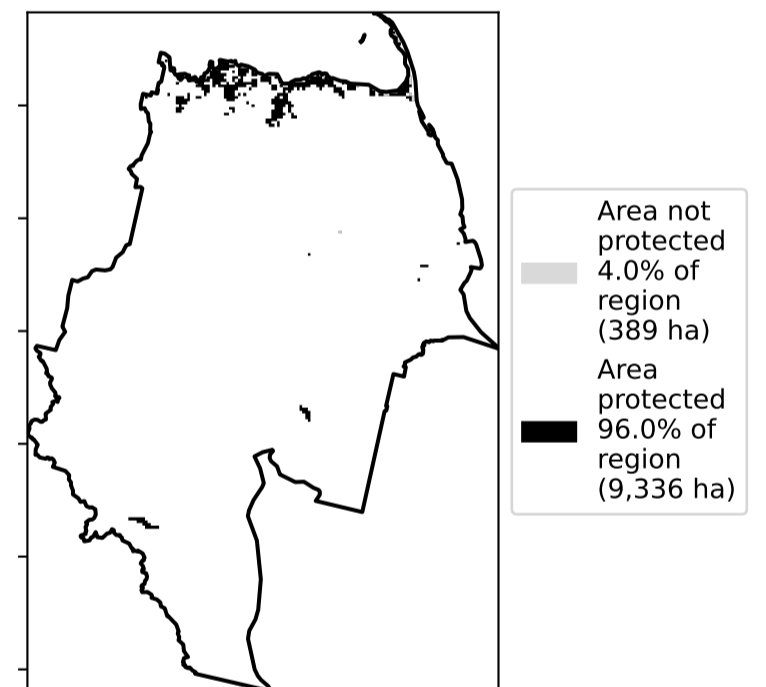 Area not
protected
4.0% of
region
(389 ha)
Area
protected
96.0% of
region
(9,336 ha)